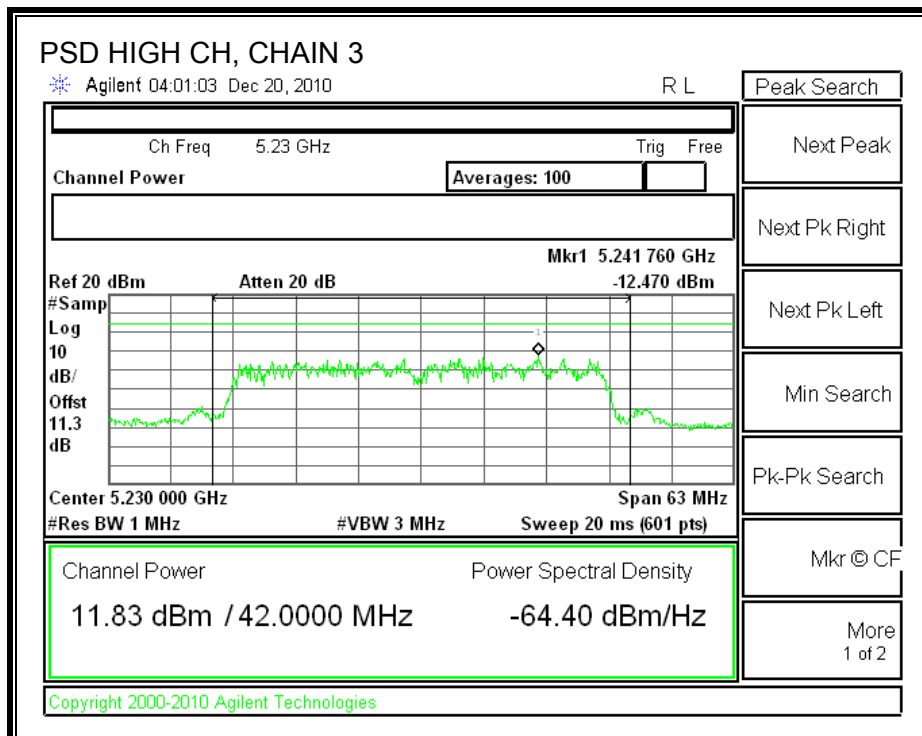 PSD HIGH CH, CHAIN 3
Agilent 04:01:03 Dec 20, 2010 R L
Peak Search
Ch Freq 5.23 GHz Trig Free
Channel Power Averages: 100
Mkr1 5.241 760 GHz
Ref 20 dBm Atten 20 dB -12.470 dBm
#Samp
Log
10
dB/
Offst
11.3
dB
1
Center 5.230 000 GHz Span 63 MHz
#Res BW 1 MHz #VBW 3 MHz Sweep 20 ms (601 pts)
Channel Power Power Spectral Density
11.83 dBm / 42.0000 MHz -64.40 dBm/Hz
Copyright 2000-2010 Agilent Technologies
Next Peak
Next Pk Right
Next Pk Left
Min Search
Pk-Pk Search
Mkr © CF
More
1 of 2